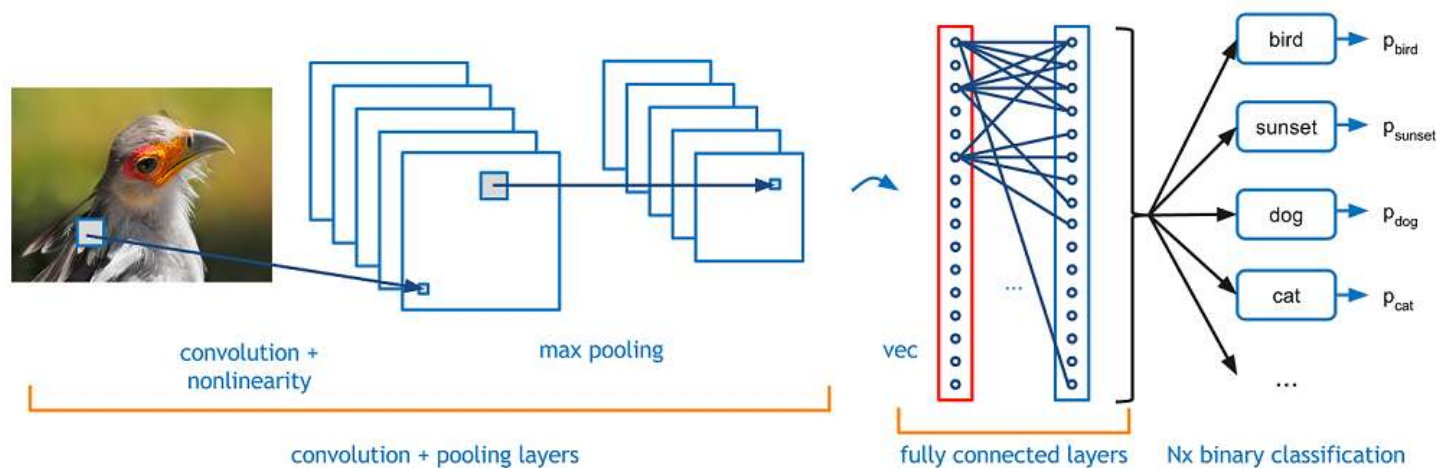 bird
p_bird
sunset
p_sunset
dog
p_dog
cat
p_cat
...
...
convolution +
nonlinearity
max pooling
vec
convolution + pooling layers
fully connected layers
Nx binary classification